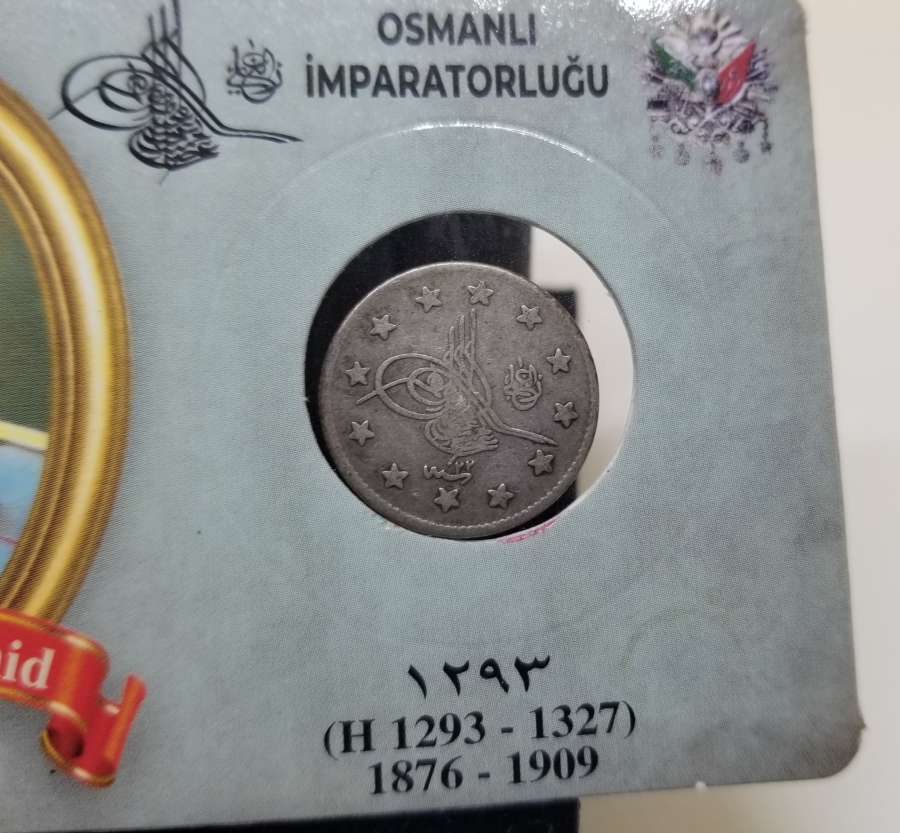 OSMANLI
İMPARATORLUĞU
id
١٢٩٣
(H 1293 - 1327)
1876 - 1909